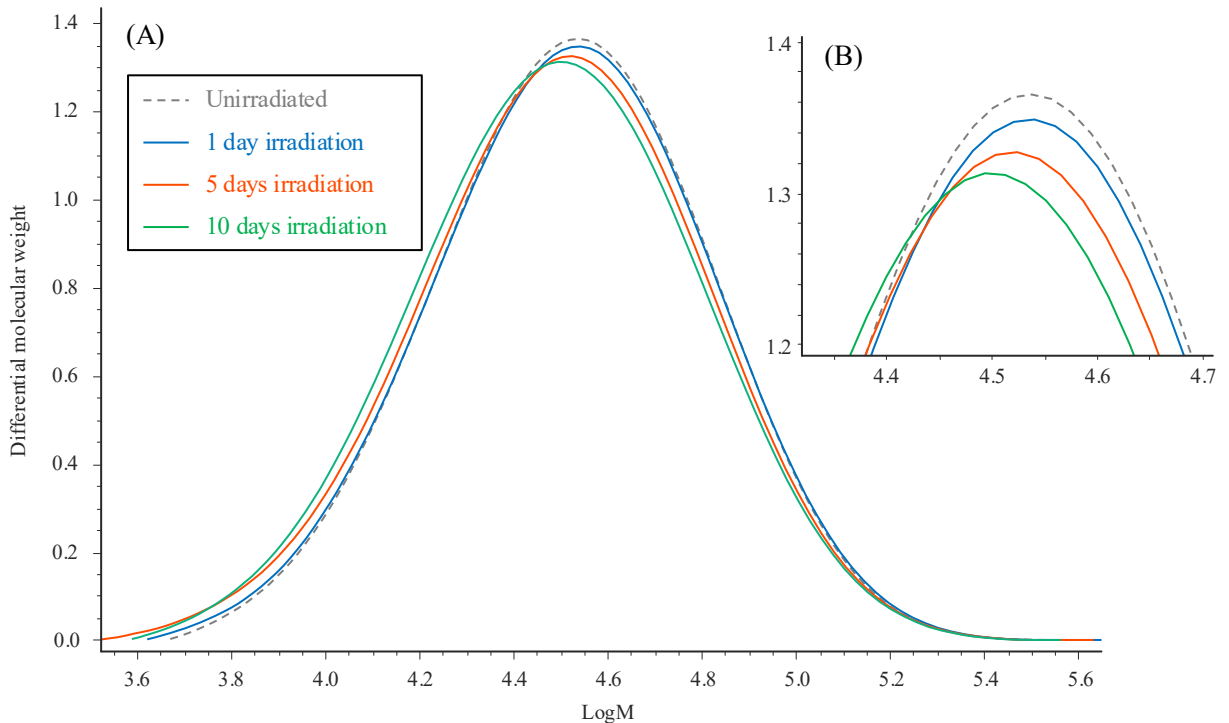 (A)
Unirradiated
1 day irradiation
5 days irradiation
10 days irradiation
Differential molecular weight
1.4
1.2
1.0
0.8
0.6
0.4
0.2
0.0
3.6 3.8 4.0 4.2 4.4 4.6 4.8 5.0 5.2 5.4 5.6
LogM
(B)
1.4
1.3
1.2
4.4 4.5 4.6 4.7